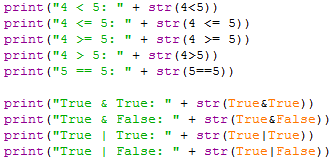 print("4 < 5: " + str(4<5))
print("4 <= 5: " + str(4 <= 5))
print("4 >= 5: " + str(4 >= 5))
print("4 > 5: " + str(4>5))
print("5 == 5: " + str(5==5))
print("True & True: " + str(True&True))
print("True & False: " + str(True&False))
print("True | True: " + str(True|True))
print("True | False: " + str(True|False))